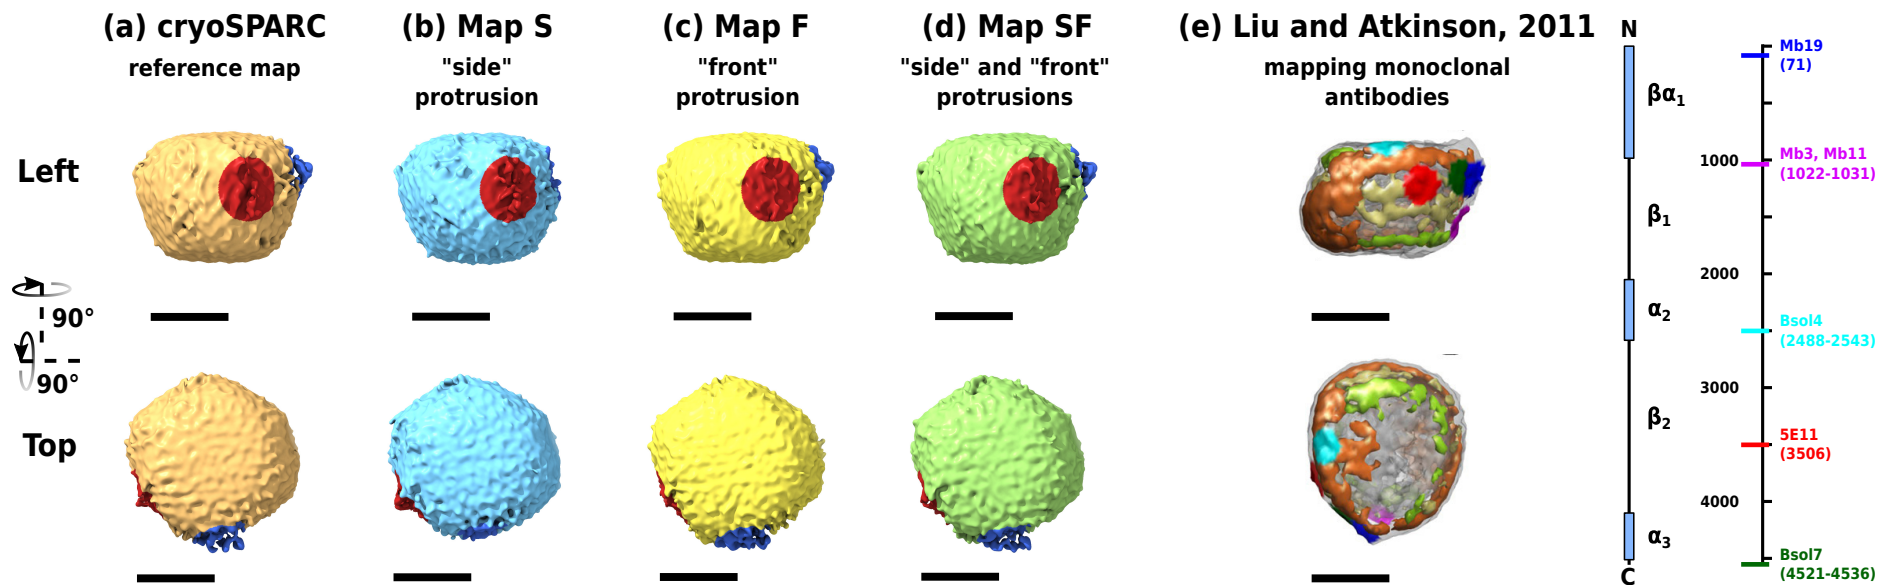 (a) cryoSPARC
reference map
(b) Map S
"side"
protrusion
(c) Map F
"front"
protrusion
(d) Map SF
"side" and "front"
protrusions
(e) Liu and Atkinson, 2011
mapping monoclonal
antibodies
Left
90°
90°
Top
N
βα₁
β₁
α₂
β₂
α₃
C
1000
2000
3000
4000
Mb19
(71)
Mb3, Mb11
(1022-1031)
Bsol4
(2488-2543)
5E11
(3506)
Bsol7
(4521-4536)